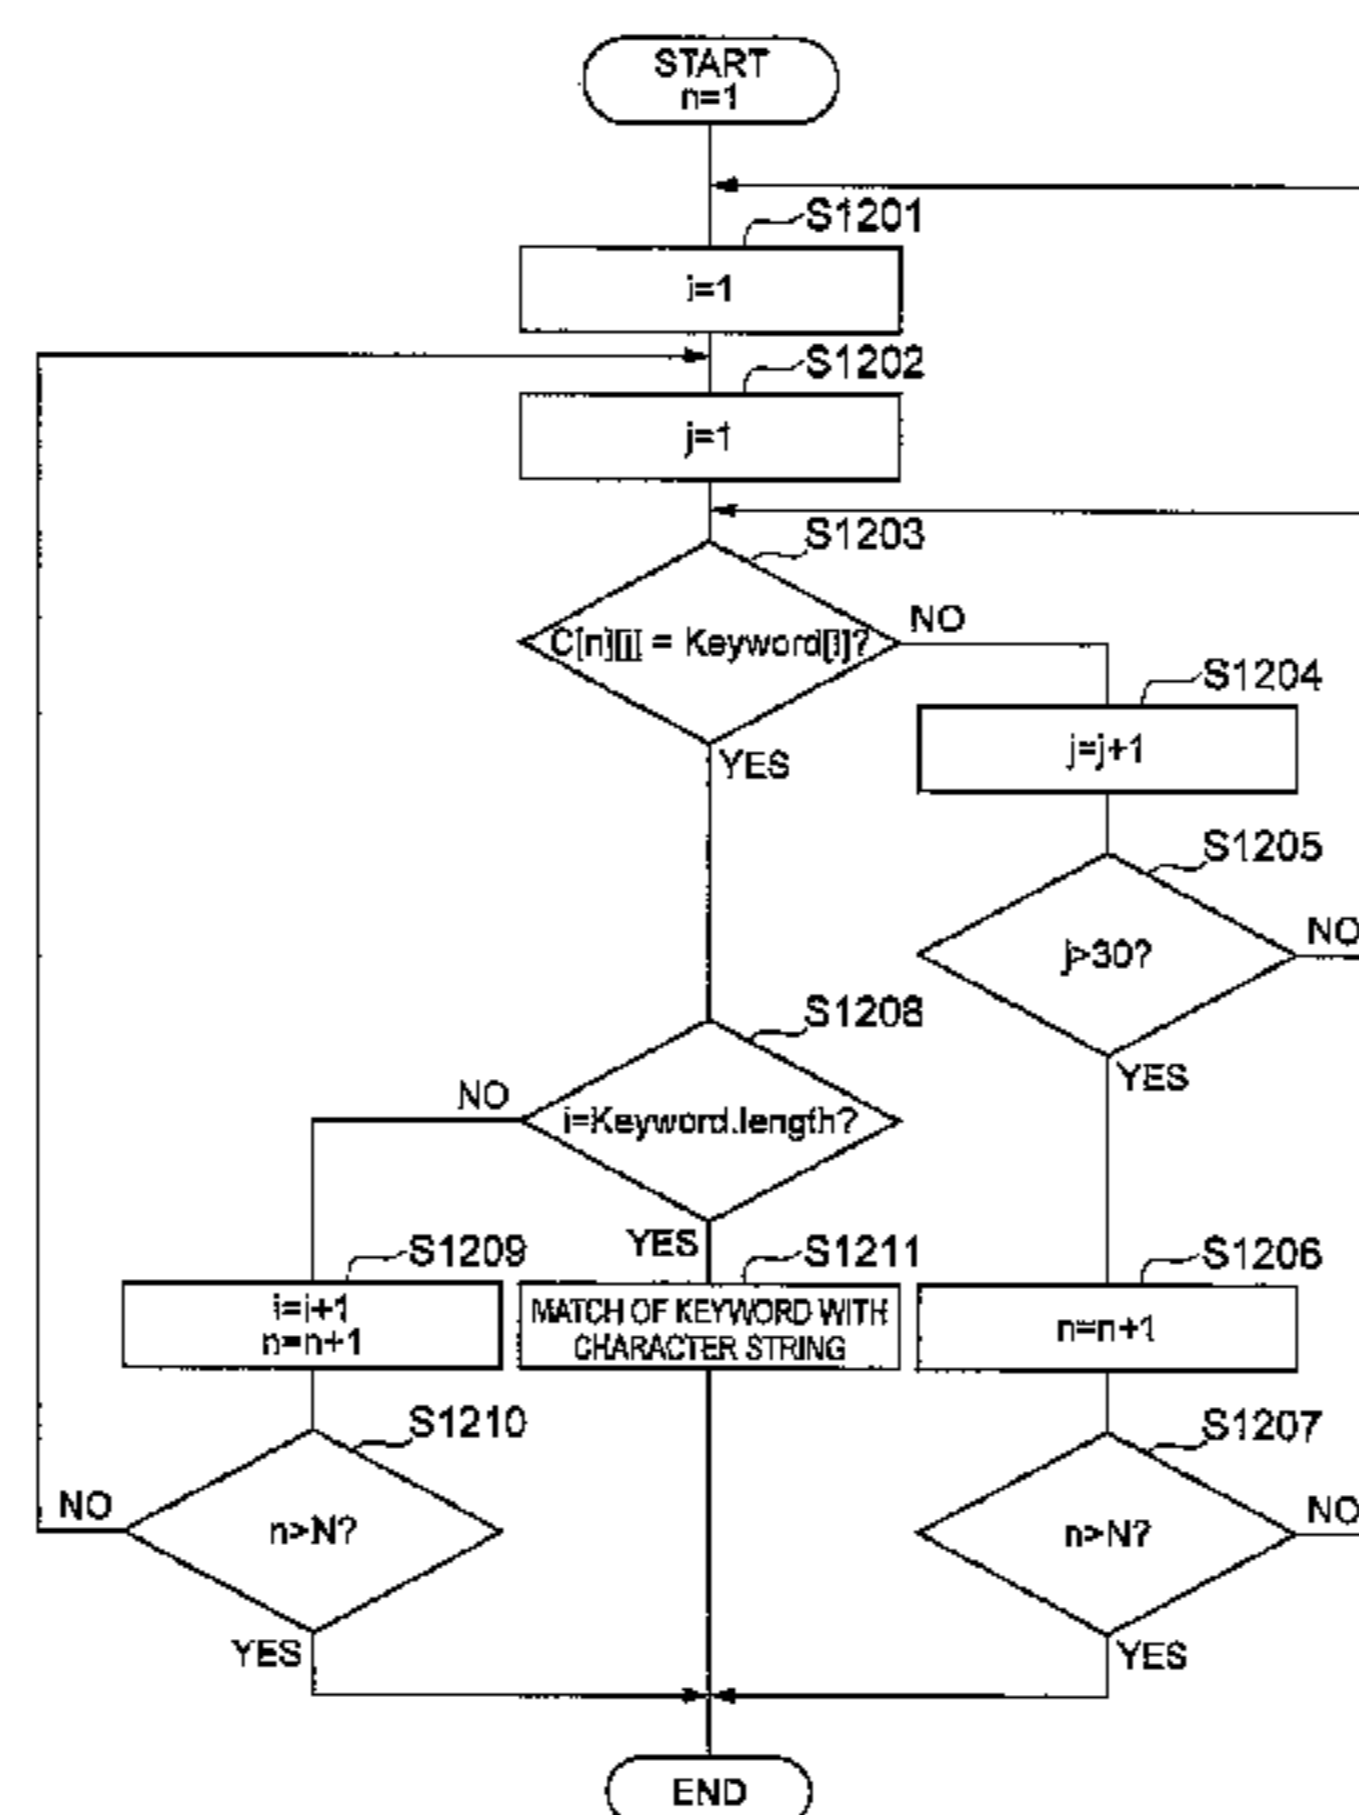 START
n=1
S1201
i=1
S1202
j=1
S1203
C[n][j] = Keyword[i]?
NO
YES
S1204
j=j+1
S1205
j>30?
NO
YES
S1208
i=Keyword.length?
NO
YES
S1209
i=i+1
n=n+1
S1211
MATCH OF KEYWORD WITH
CHARACTER STRING
S1206
n=n+1
S1210
n>N?
NO
YES
S1207
n>N?
NO
YES
END